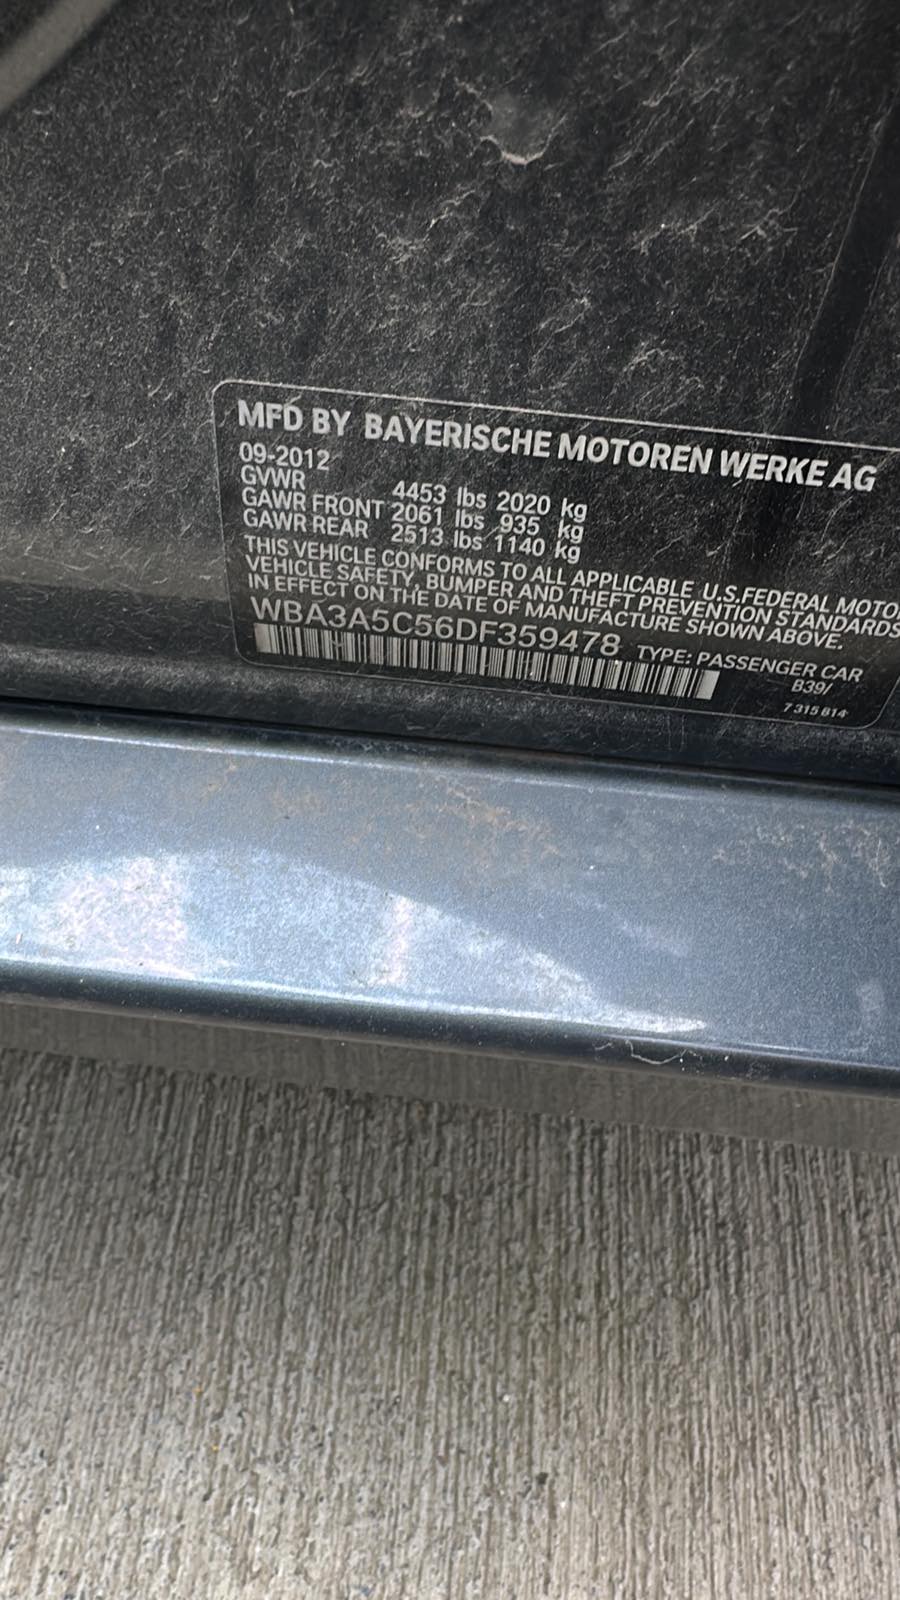 MFD BY BAYERISCHE MOTOREN WERKE AG
09-2012
GVWR 4453 lbs 2020 kg
GAWR FRONT 2061 lbs 935 kg
GAWR REAR 2513 lbs 1140 kg
THIS VEHICLE CONFORMS TO ALL APPLICABLE U.S.FEDERAL MOTO
VEHICLE SAFETY, BUMPER AND THEFT PREVENTION STANDARDS
IN EFFECT ON THE DATE OF MANUFACTURE SHOWN ABOVE.
WBA3A5C56DF359478 TYPE: PASSENGER CAR
B39/
7 315 814